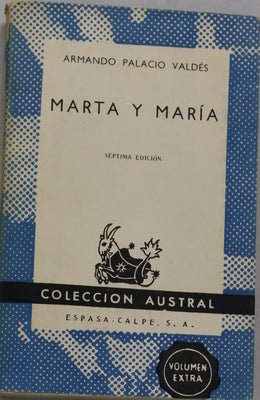 ARMANDO PALACIO VALDÉS
MARTA Y MARÍA
SÉPTIMA EDICIÓN
COLECCION AUSTRAL
ESPASA-CALPE, S. A.
VOLUMEN
EXTRA